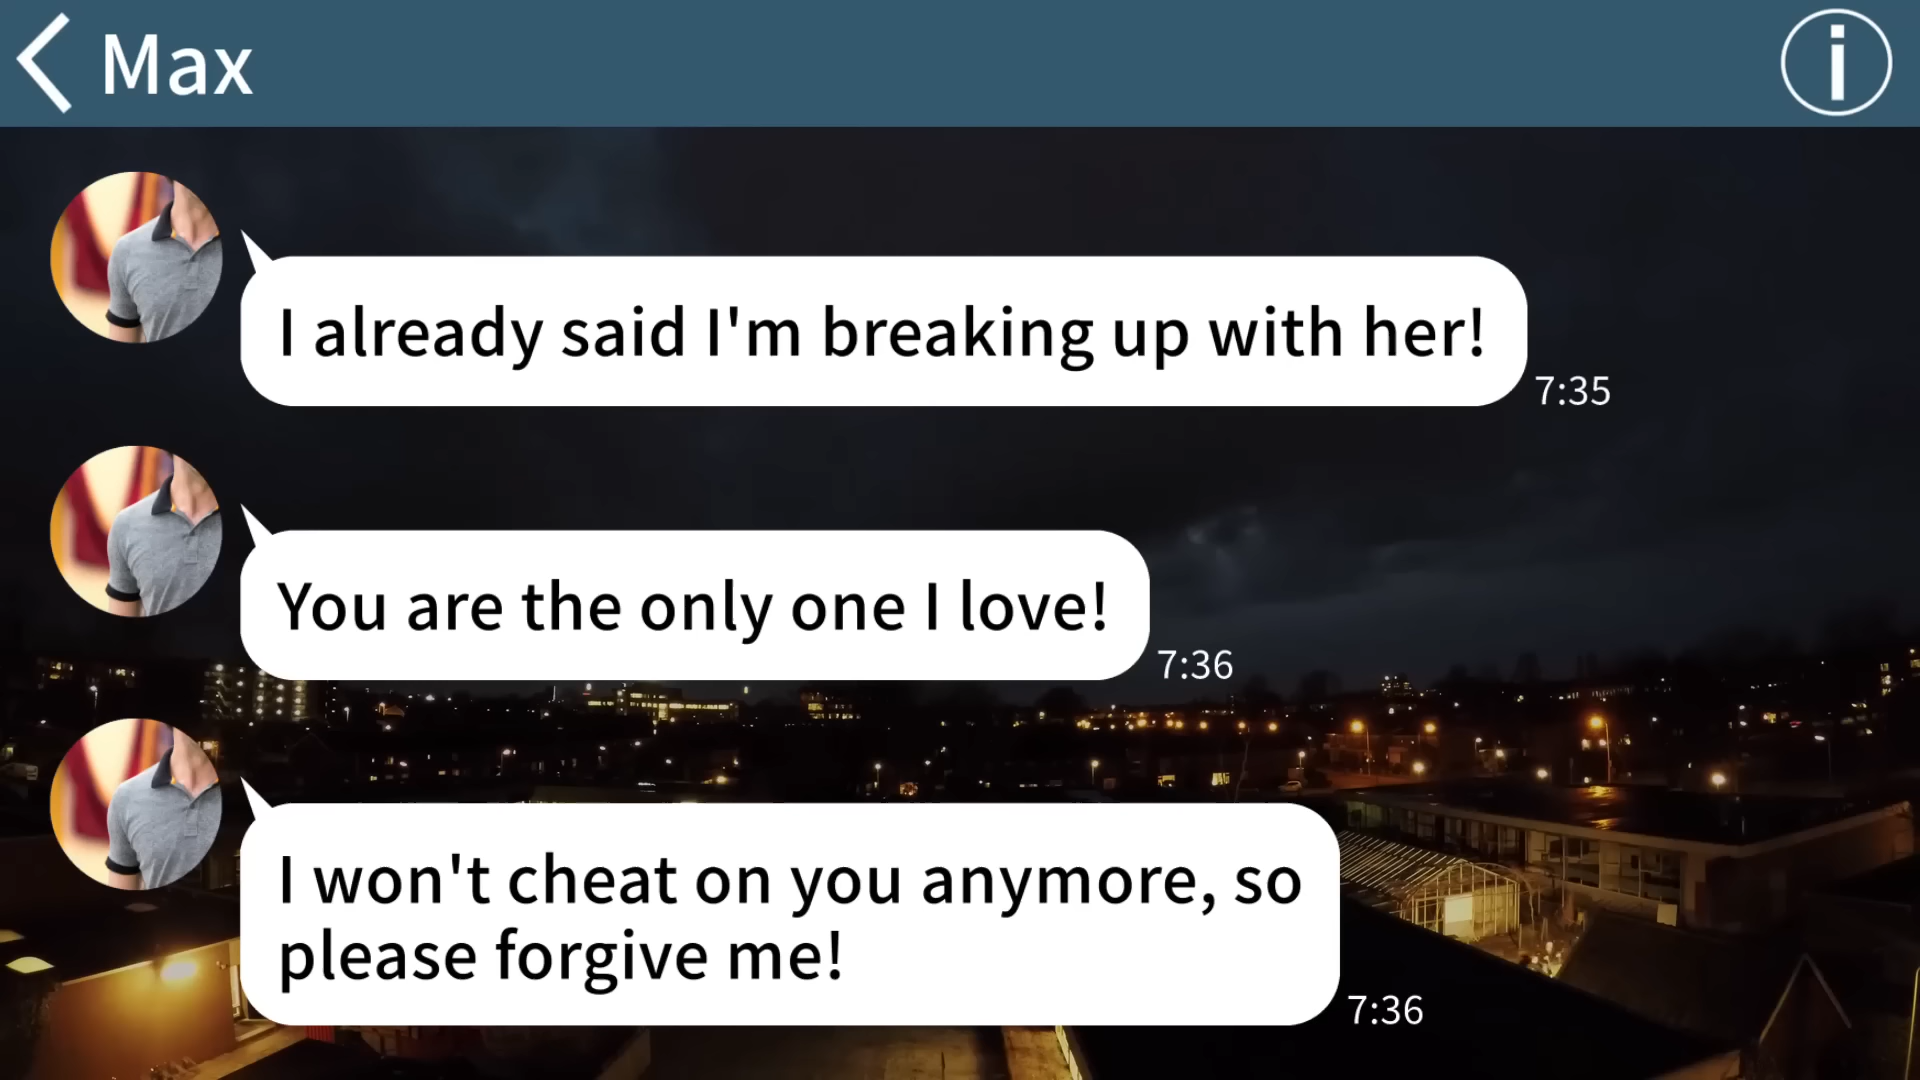 Max
I already said I'm breaking up with her!
7:35
You are the only one I love!
7:36
I won't cheat on you anymore, so
please forgive me!
7:36